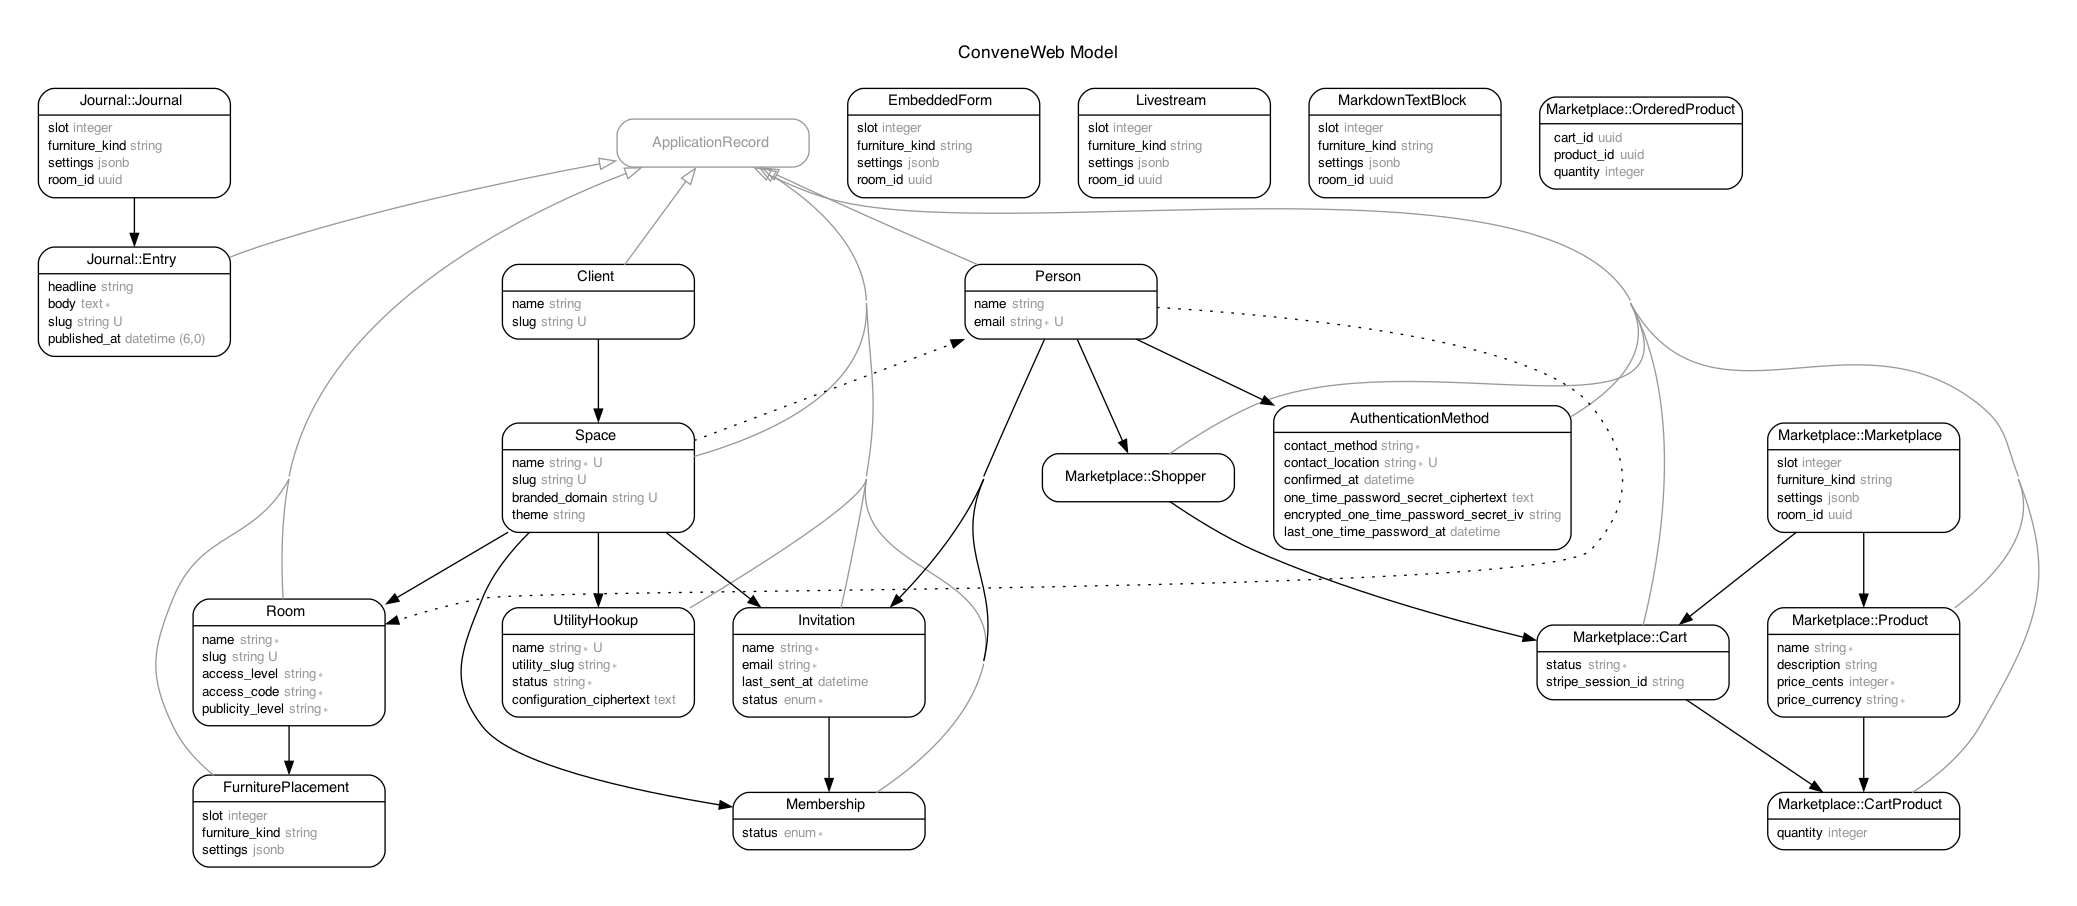 ConveneWeb Model
Journal::Journal
slot integer
furniture_kind string
settings jsonb
room_id uuid
ApplicationRecord
EmbeddedForm
slot integer
furniture_kind string
settings jsonb
room_id uuid
Livestream
slot integer
furniture_kind string
settings jsonb
room_id uuid
MarkdownTextBlock
slot integer
furniture_kind string
settings jsonb
room_id uuid
Marketplace::OrderedProduct
cart_id uuid
product_id uuid
quantity integer
Journal::Entry
headline string
body text *
slug string U
published_at datetime (6,0)
Client
name string
slug string U
Person
name string
email string * U
Space
name string * U
slug string U
branded_domain string U
theme string
Marketplace::Shopper
AuthenticationMethod
contact_method string *
contact_location string * U
confirmed_at datetime
one_time_password_secret_ciphertext text
encrypted_one_time_password_secret_iv string
last_one_time_password_at datetime
Marketplace::Marketplace
slot integer
furniture_kind string
settings jsonb
room_id uuid
Room
name string *
slug string U
access_level string *
access_code string *
publicity_level string *
UtilityHookup
name string * U
utility_slug string *
status string *
configuration_ciphertext text
Invitation
name string *
email string *
last_sent_at datetime
status enum *
Marketplace::Cart
status string *
stripe_session_id string
Marketplace::Product
name string *
description string
price_cents integer *
price_currency string *
FurniturePlacement
slot integer
furniture_kind string
settings jsonb
Membership
status enum *
Marketplace::CartProduct
quantity integer